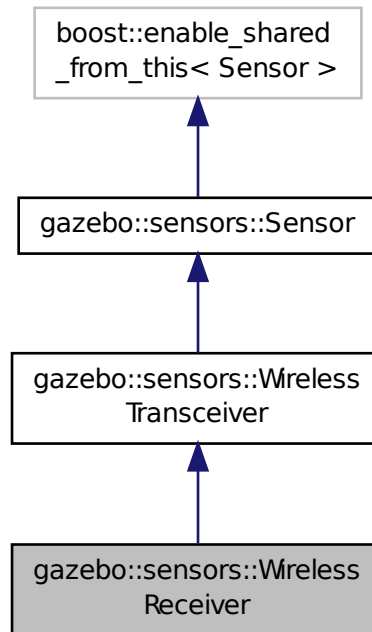 boost::enable_shared
_from_this< Sensor >
gazebo::sensors::Sensor
gazebo::sensors::Wireless
Transceiver
gazebo::sensors::Wireless
Receiver